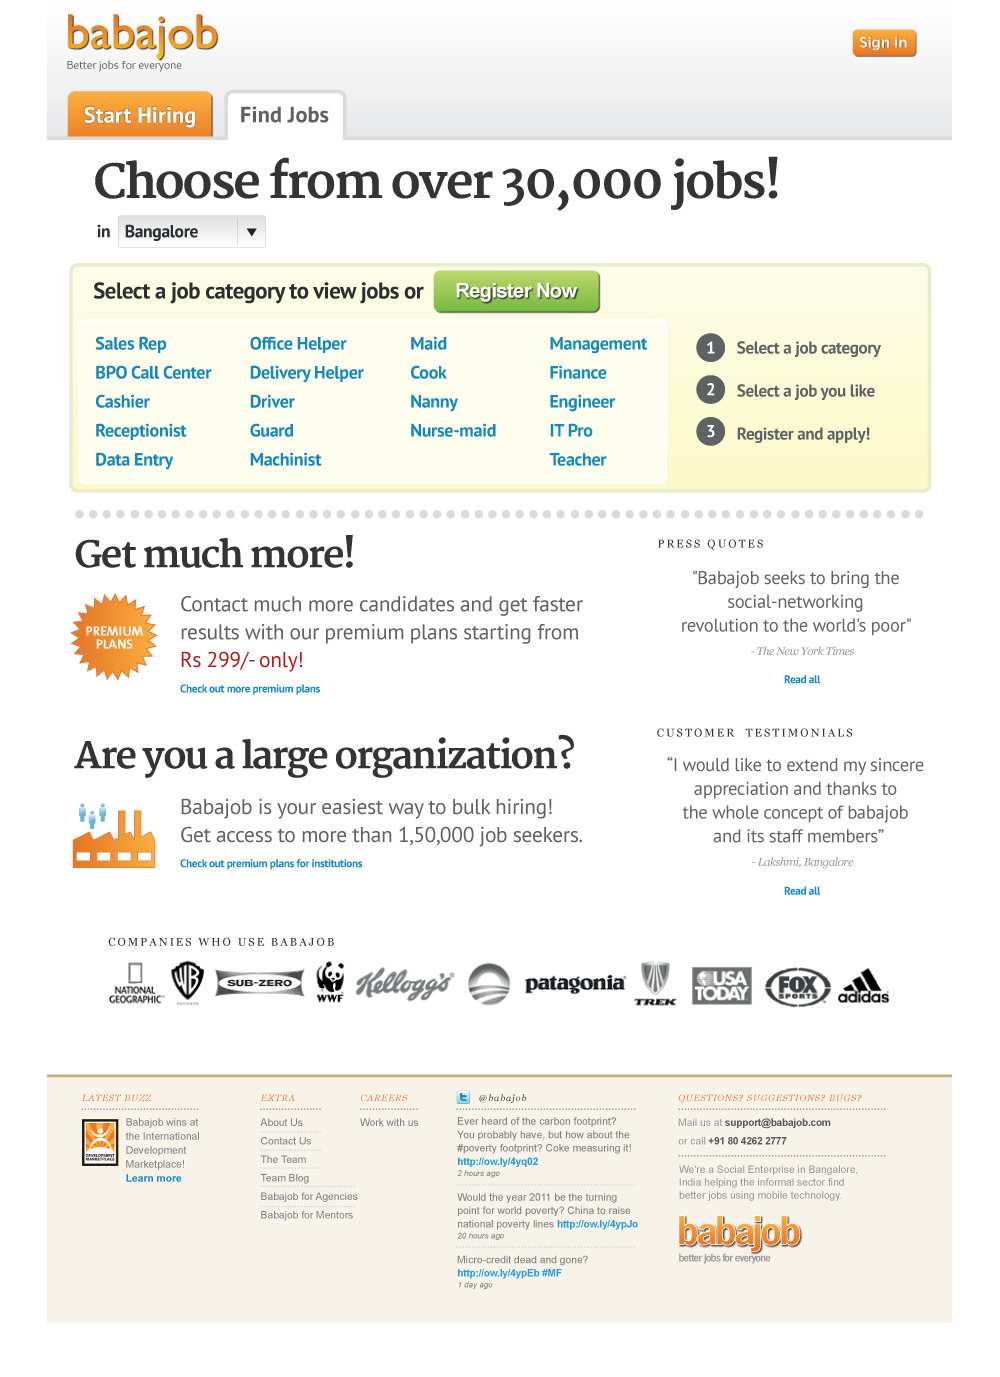 babajob
Better jobs for everyone
Sign in
Start Hiring
Find Jobs
Choose from over 30,000 jobs!
in Bangalore
Select a job category to view jobs or Register Now
Sales Rep
BPO Call Center
Cashier
Receptionist
Data Entry
Office Helper
Delivery Helper
Driver
Guard
Machinist
Maid
Cook
Nanny
Nurse-maid
Management
Finance
Engineer
IT Pro
Teacher
1 Select a job category
2 Select a job you like
3 Register and apply!
Get much more!
PREMIUM
PLANS
Contact much more candidates and get faster
results with our premium plans starting from
Rs 299/- only!
Check out more premium plans
PRESS QUOTES
"Babajob seeks to bring the
social-networking
revolution to the world's poor"
- The New York Times
Read all
Are you a large organization?
Babajob is your easiest way to bulk hiring!
Get access to more than 1,50,000 job seekers.
Check out premium plans for institutions
CUSTOMER TESTIMONIALS
“I would like to extend my sincere
appreciation and thanks to
the whole concept of babajob
and its staff members”
- Lakshmi, Bangalore
Read all
COMPANIES WHO USE BABAJOB
NATIONAL
GEOGRAPHIC
WB
RECORDS
SUB-ZERO
WWF
Kellogg's
patagonia
TREK
USA
TODAY
FOX
SPORTS
adidas
LATEST BUZZ
DEVELOPMENT
MARKETPLACE
Babajob wins at
the International
Development
Marketplace!
Learn more
EXTRA
About Us
Contact Us
The Team
Team Blog
Babajob for Agencies
Babajob for Mentors
CAREERS
Work with us
t @babajob
Ever heard of the carbon footprint?
You probably have, but how about the
#poverty footprint? Coke measuring it!
http://ow.ly/4yq02
2 hours ago
Would the year 2011 be the turning
point for world poverty? China to raise
national poverty lines http://ow.ly/4ypJo
20 hours ago
Micro-credit dead and gone?
http://ow.ly/4ypEb #MF
1 day ago
QUESTIONS? SUGGESTIONS? BUGS?
Mail us at support@babajob.com
or call +91 80 4262 2777
We're a Social Enterprise in Bangalore,
India helping the informal sector find
better jobs using mobile technology.
babajob
better jobs for everyone